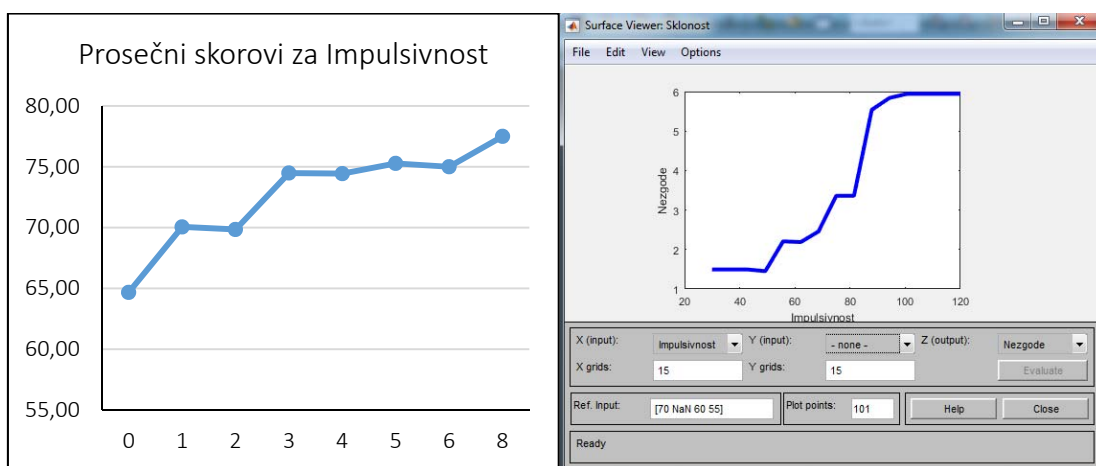 Prosečni skorovi za Impulsivnost
80,00
75,00
70,00
65,00
60,00
55,00
0 1 2 3 4 5 6 8
Surface Viewer: Sklonost
File Edit View Options
6
5
4
3
2
1
Nezgode
20 40 60 80 100 120
Impulsivnost
X (input): Impulsivnost Y (input): - none - Z (output): Nezgode
X grids: 15 Y grids: 15 Evaluate
Ref. Input: [70 NaN 60 55] Plot points: 101 Help Close
Ready